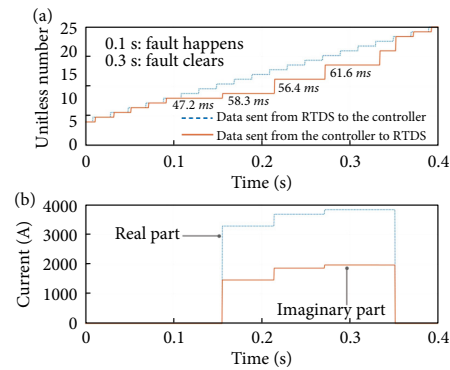 (a)
25
20
15
10
5
0
Unitless number
0.1 s: fault happens
0.3 s: fault clears
47.2 ms
58.3 ms
56.4 ms
61.6 ms
Data sent from RTDS to the controller
Data sent from the controller to RTDS
0 0.1 0.2 0.3 0.4
Time (s)
(b)
4000
3000
2000
1000
0
Current (A)
Real part
Imaginary part
0 0.1 0.2 0.3 0.4
Time (s)